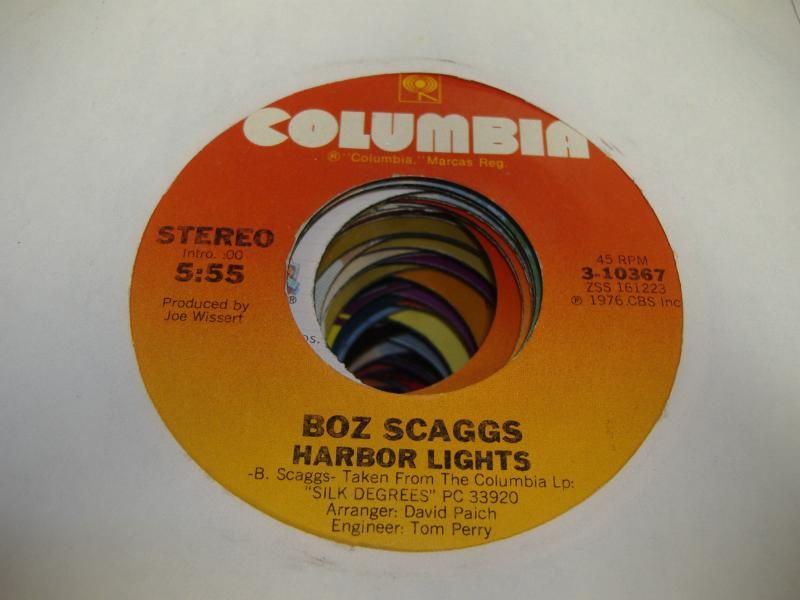 COLUMBIA
® "Columbia," Marcas Reg.
STEREO
Intro. :00
5:55
Produced by
Joe Wissert
45 RPM
3-10367
ZSS 161223
℗ 1976 CBS Inc
BOZ SCAGGS
HARBOR LIGHTS
-B. Scaggs- Taken From The Columbia Lp:
"SILK DEGREES" PC 33920
Arranger: David Paich
Engineer: Tom Perry